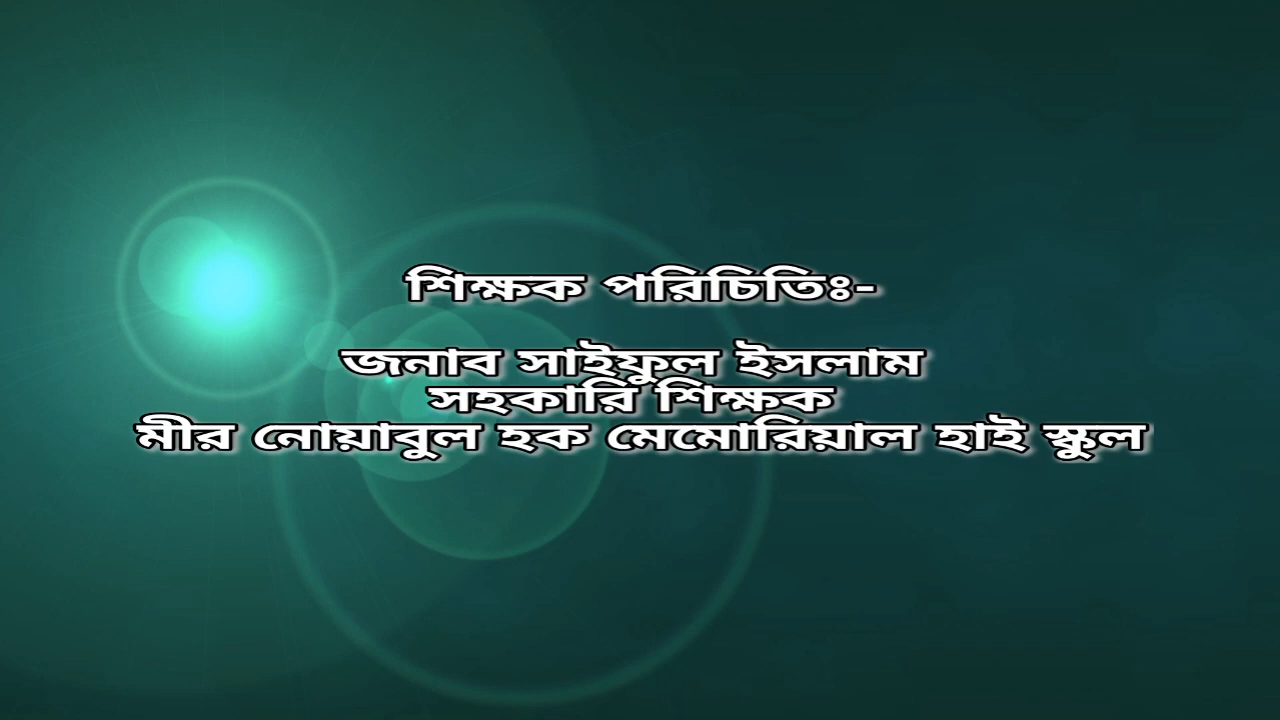 শিক্ষক পরিচিতিঃ-
জনাব সাইফুল ইসলাম
সহকারি শিক্ষক
মীর নোয়াবুল হক মেমোরিয়াল হাই স্কুল